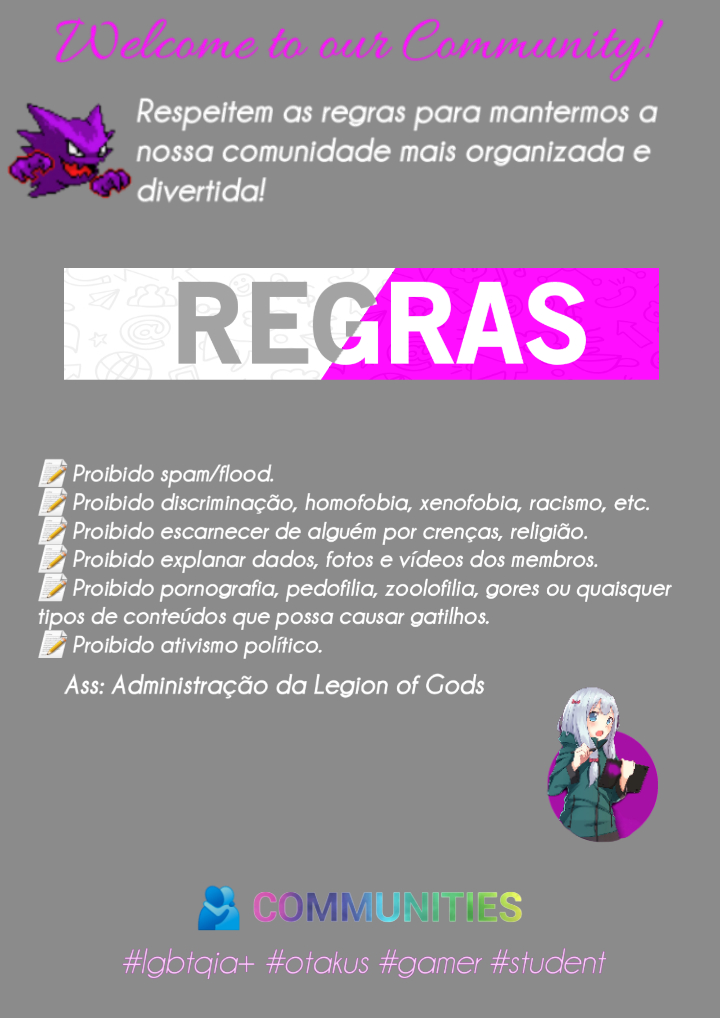 Welcome to our Community!
Respeitem as regras para mantermos a
nossa comunidade mais organizada e
divertida!
REGRAS
📝 Proibido spam/flood.
📝 Proibido discriminação, homofobia, xenofobia, racismo, etc.
📝 Proibido escarnecer de alguém por crenças, religião.
📝 Proibido explanar dados, fotos e vídeos dos membros.
📝 Proibido pornografia, pedofilia, zoolofilia, gores ou quaisquer
tipos de conteúdos que possa causar gatilhos.
📝 Proibido ativismo político.
Ass: Administração da Legion of Gods
🫂 COMMUNITIES
#lgbtqia+ #otakus #gamer #student